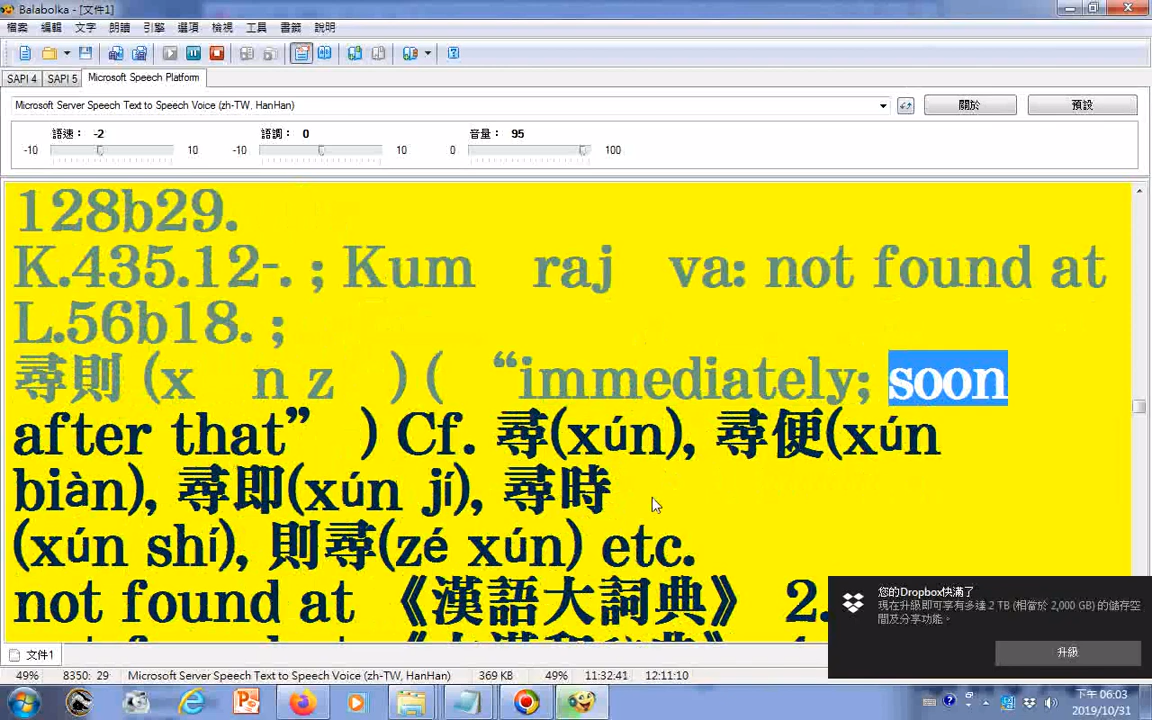 Balabolka - [文件1]
檔案 編輯 文字 朗讀 引擎 選項 檢視 工具 書籤 說明
SAPI 4 SAPI 5 Microsoft Speech Platform
Microsoft Server Speech Text to Speech Voice (zh-TW, HanHan) 關於 預設
語速： -2 語調： 0 音量： 95
-10 10 -10 10 0 100
128b29.
K.435.12-. ; Kum raj va: not found at
L.56b18. ;
尋則 (x n z ) ( “immediately; soon
after that” ) Cf. 尋(xún), 尋便(xún
biàn), 尋即(xún jí), 尋時
(xún shí), 則尋(zé xún) etc.
not found at 《漢語大詞典》 2.
您的Dropbox快滿了
現在升級即可享有多達 2 TB (相當於 2,000 GB) 的儲存空
間及分享功能。
升級
文件1
49% 8350: 29 Microsoft Server Speech Text to Speech Voice (zh-TW, HanHan) 369 KB 49% 11:32:41 12:11:10
下午 06:03
2019/10/31